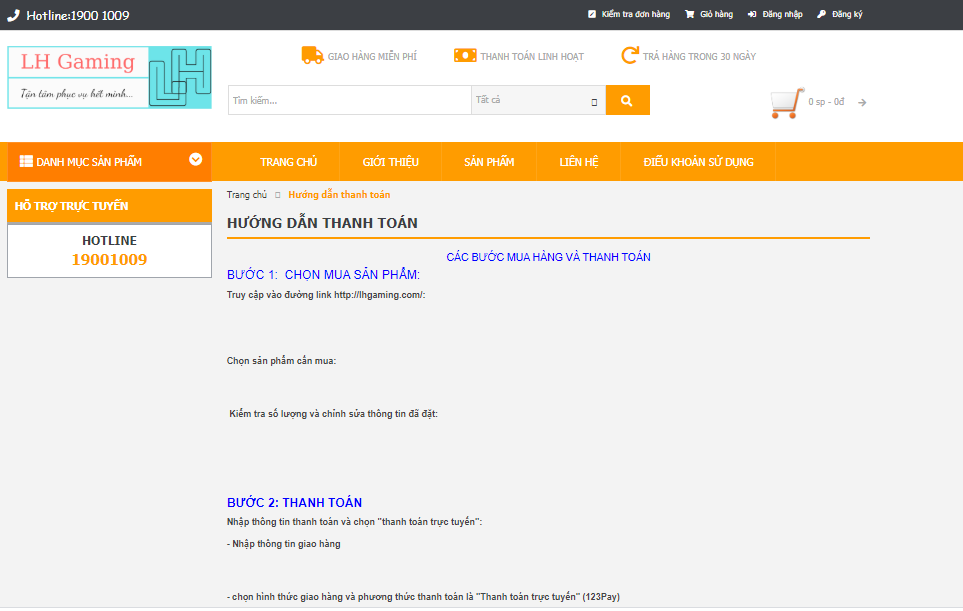 Hotline:1900 1009
Kiểm tra đơn hàng
Giỏ hàng
Đăng nhập
Đăng ký
LH Gaming
Tận tâm phục vụ hết mình...
GIAO HÀNG MIỄN PHÍ
THANH TOÁN LINH HOẠT
TRẢ HÀNG TRONG 30 NGÀY
Tìm kiếm...
Tất cả
0 sp - 0đ
DANH MỤC SẢN PHẨM
TRANG CHỦ
GIỚI THIỆU
SẢN PHẨM
LIÊN HỆ
ĐIỀU KHOẢN SỬ DỤNG
HỖ TRỢ TRỰC TUYẾN
HOTLINE
19001009
Trang chủ
Hướng dẫn thanh toán
HƯỚNG DẪN THANH TOÁN
CÁC BƯỚC MUA HÀNG VÀ THANH TOÁN
BƯỚC 1: CHỌN MUA SẢN PHẨM:
Truy cập vào đường link http://lhgaming.com/:
Chọn sản phẩm cần mua:
Kiểm tra số lượng và chỉnh sửa thông tin đã đặt:
BƯỚC 2: THANH TOÁN
Nhập thông tin thanh toán và chọn "thanh toán trực tuyến":
- Nhập thông tin giao hàng
- chọn hình thức giao hàng và phương thức thanh toán là "Thanh toán trực tuyến" (123Pay)